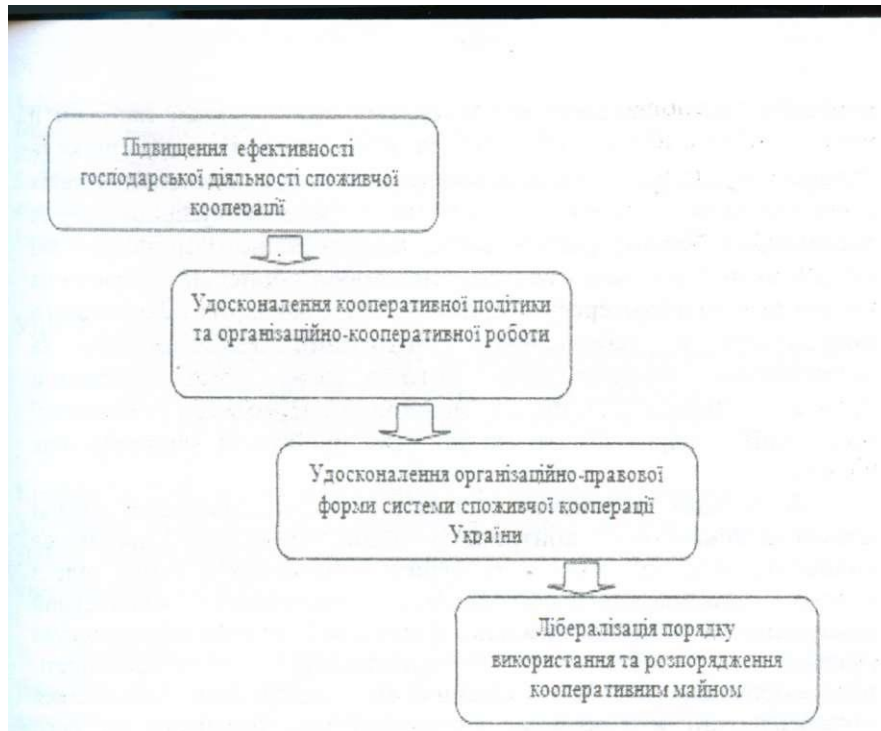 Підвищення ефективності
господарської діяльності споживчої
кооперації
Удосконалення кооперативної політики
та організаційно-кооперативної роботи
Удосконалення організаційно-правової
форми системи споживчої кооперації
України
Лібералізація порядку
використання та розпорядження
кооперативним майном